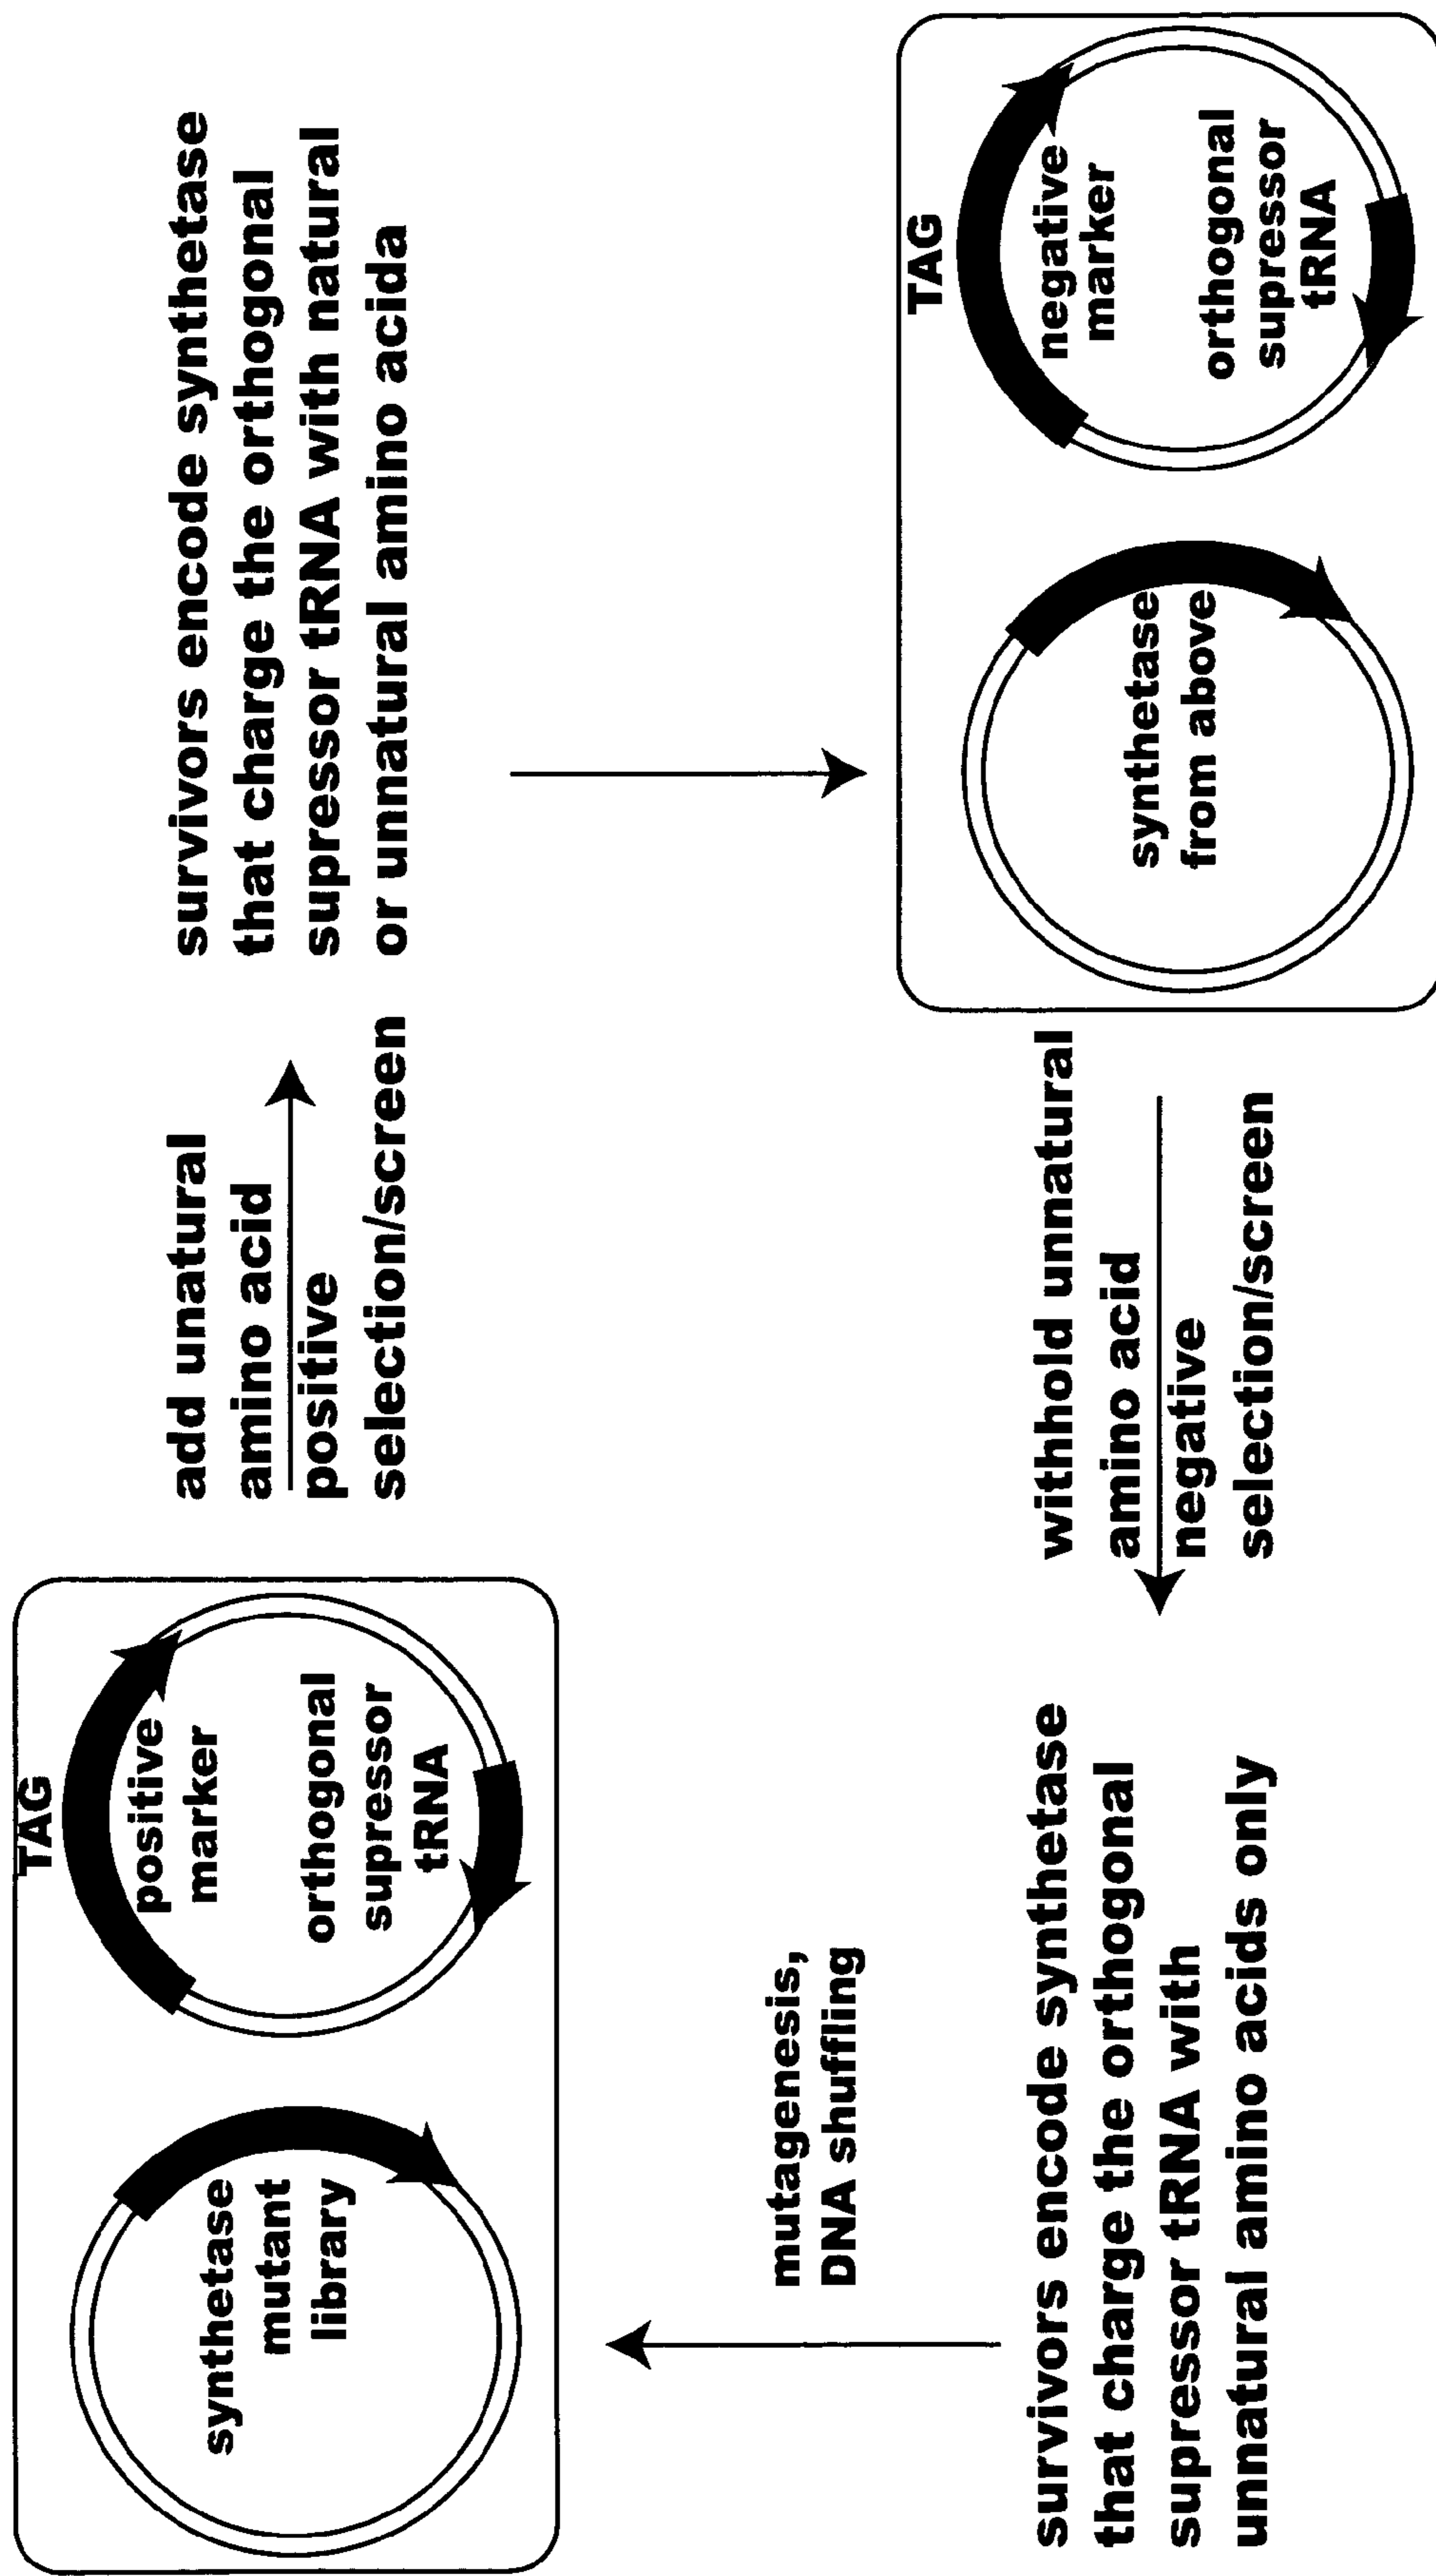 synthetase
mutant
library
TAG
positive
marker
orthogonal
supressor
tRNA
add unatural
amino acid
positive
selection/screen
survivors encode synthetase
that charge the orthogonal
supressor tRNA with natural
or unnatural amino acida
synthetase
from above
TAG
negative
marker
orthogonal
supressor
tRNA
withhold unnatural
amino acid
negative
selection/screen
survivors encode synthetase
that charge the orthogonal
supressor tRNA with
unnatural amino acids only
mutagenesis,
DNA shuffling